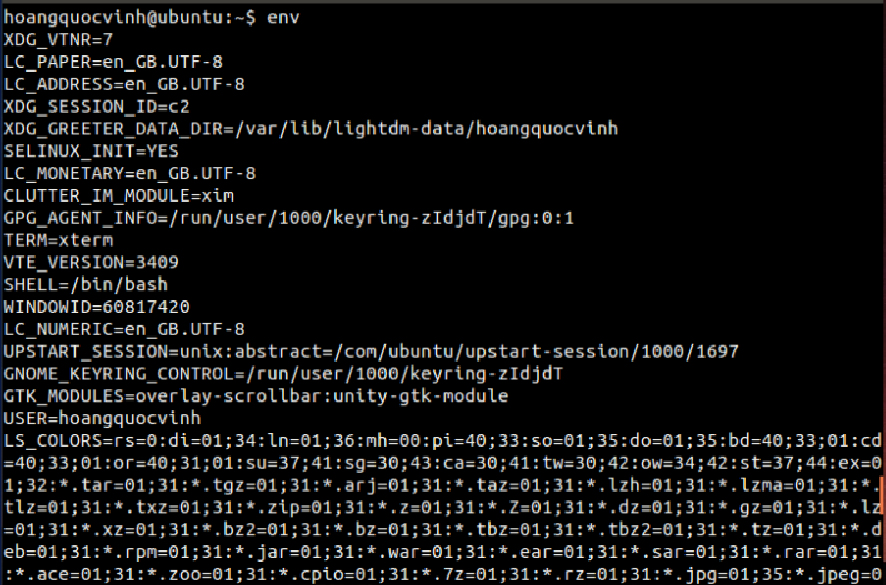 hoangquocvinh@ubuntu:~$ env
XDG_VTNR=7
LC_PAPER=en_GB.UTF-8
LC_ADDRESS=en_GB.UTF-8
XDG_SESSION_ID=c2
XDG_GREETER_DATA_DIR=/var/lib/lightdm-data/hoangquocvinh
SELINUX_INIT=YES
LC_MONETARY=en_GB.UTF-8
CLUTTER_IM_MODULE=xim
GPG_AGENT_INFO=/run/user/1000/keyring-zIdjdT/gpg:0:1
TERM=xterm
VTE_VERSION=3409
SHELL=/bin/bash
WINDOWID=60817420
LC_NUMERIC=en_GB.UTF-8
UPSTART_SESSION=unix:abstract=/com/ubuntu/upstart-session/1000/1697
GNOME_KEYRING_CONTROL=/run/user/1000/keyring-zIdjdT
GTK_MODULES=overlay-scrollbar:unity-gtk-module
USER=hoangquocvinh
LS_COLORS=rs=0:di=01;34:ln=01;36:mh=00:pi=40;33:so=01;35:do=01;35:bd=40;33;01:cd
=40;33;01:or=40;31;01:su=37;41:sg=30;43:ca=30;41:tw=30;42:ow=34;42:st=37;44:ex=0
1;32:*.tar=01;31:*.tgz=01;31:*.arj=01;31:*.taz=01;31:*.lzh=01;31:*.lzma=01;31:*.
tlz=01;31:*.txz=01;31:*.zip=01;31:*.z=01;31:*.Z=01;31:*.dz=01;31:*.gz=01;31:*.lz
=01;31:*.xz=01;31:*.bz2=01;31:*.bz=01;31:*.tbz=01;31:*.tbz2=01;31:*.tz=01;31:*.d
eb=01;31:*.rpm=01;31:*.jar=01;31:*.war=01;31:*.ear=01;31:*.sar=01;31:*.rar=01;31
:*.ace=01;31:*.zoo=01;31:*.cpio=01;31:*.7z=01;31:*.rz=01;31:*.jpg=01;35:*.jpeg=0